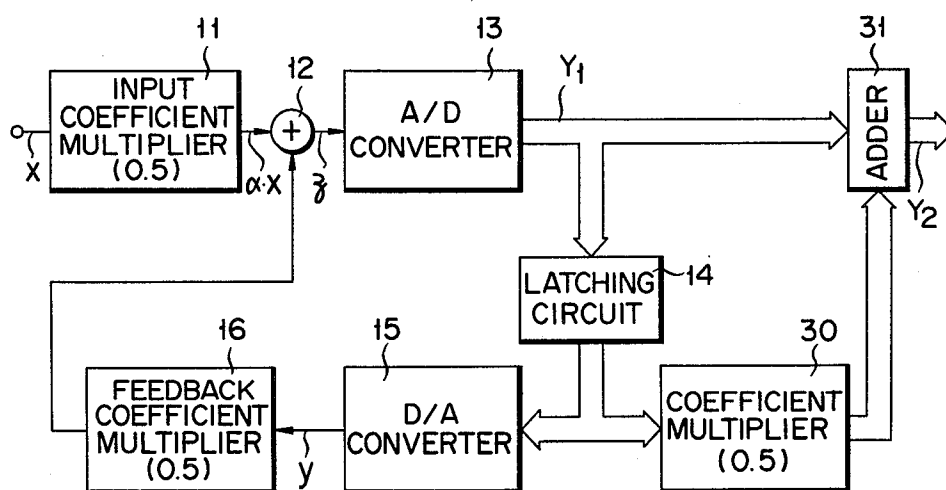 11
INPUT
COEFFICIENT
MULTIPLIER
(0.5)
X
α·X
12
+
z
13
A/D
CONVERTER
Y1
31
ADDER
Y2
LATCHING
CIRCUIT
14
16
FEEDBACK
COEFFICIENT
MULTIPLIER
(0.5)
y
15
D/A
CONVERTER
30
COEFFICIENT
MULTIPLIER
(0.5)